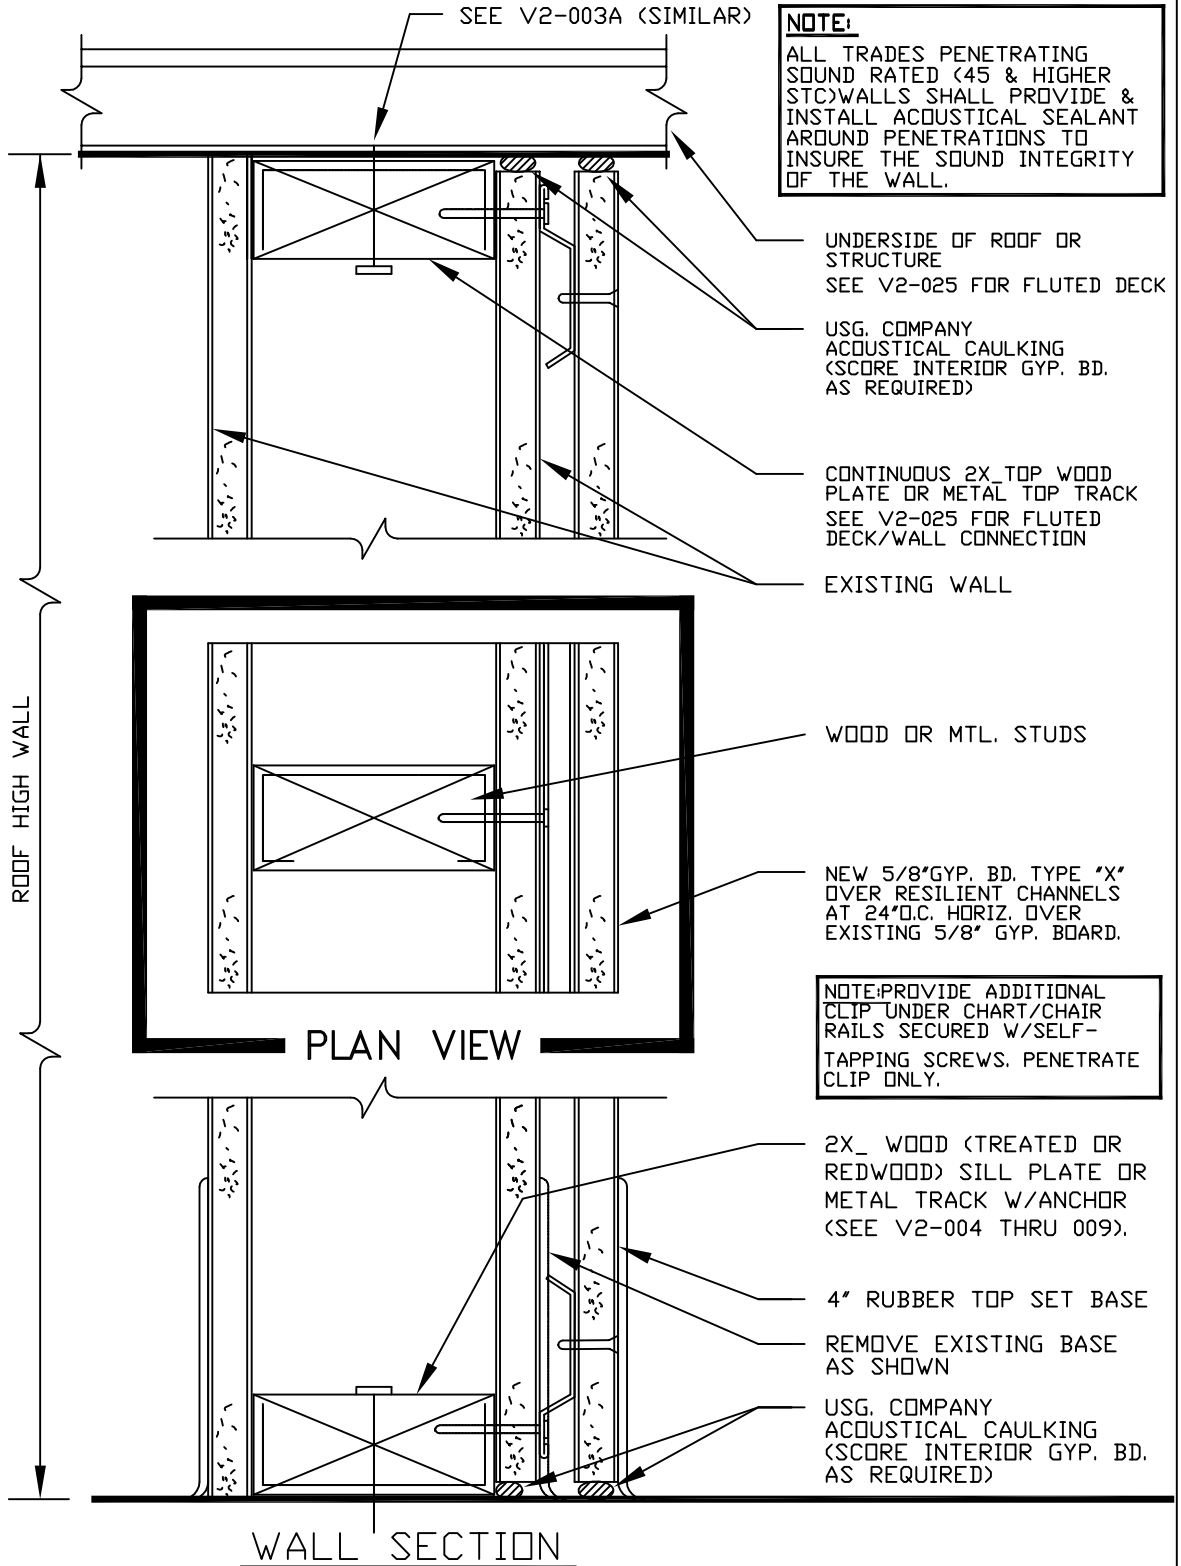 SEE V2-003A (SIMILAR)
NOTE:
ALL TRADES PENETRATING
SOUND RATED (45 & HIGHER
STC)WALLS SHALL PROVIDE &
INSTALL ACOUSTICAL SEALANT
AROUND PENETRATIONS TO
INSURE THE SOUND INTEGRITY
OF THE WALL.
UNDERSIDE OF ROOF OR
STRUCTURE
SEE V2-025 FOR FLUTED DECK
USG. COMPANY
ACOUSTICAL CAULKING
(SCORE INTERIOR GYP. BD.
AS REQUIRED)
CONTINUOUS 2X_TOP WOOD
PLATE OR METAL TOP TRACK
SEE V2-025 FOR FLUTED
DECK/WALL CONNECTION
EXISTING WALL
ROOF HIGH WALL
WOOD OR MTL. STUDS
NEW 5/8"GYP. BD. TYPE "X"
OVER RESILIENT CHANNELS
AT 24"O.C. HORIZ. OVER
EXISTING 5/8" GYP. BOARD.
PLAN VIEW
NOTE:PROVIDE ADDITIONAL
CLIP UNDER CHART/CHAIR
RAILS SECURED W/SELF-
TAPPING SCREWS. PENETRATE
CLIP ONLY.
2X_ WOOD (TREATED OR
REDWOOD) SILL PLATE OR
METAL TRACK W/ANCHOR
(SEE V2-004 THRU 009).
4" RUBBER TOP SET BASE
REMOVE EXISTING BASE
AS SHOWN
USG. COMPANY
ACOUSTICAL CAULKING
(SCORE INTERIOR GYP. BD.
AS REQUIRED)
WALL SECTION